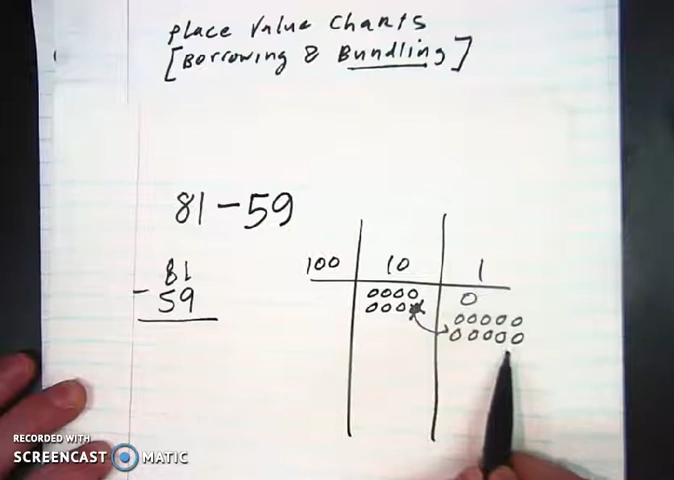 Place Value Charts
[Borrowing & Bundling]
81-59
81
- 59
100 10 1
RECORDED WITH
SCREENCAST O MATIC